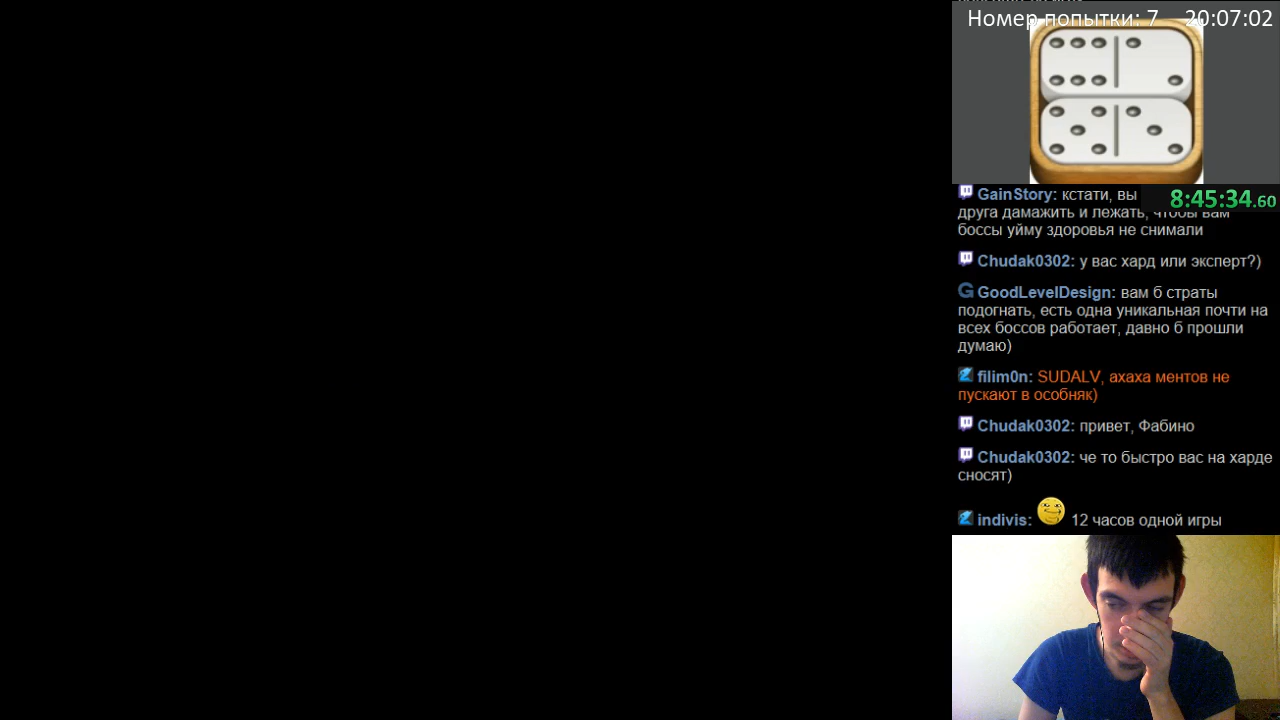 Номер попытки: 7 20:07:02
GainStory: кстати, вы
8:45:34.60
друга дамажить и лежать, чтобы вам
боссы уйму здоровья не снимали
Chudak0302: у вас хард или эксперт?)
GoodLevelDesign: вам б страты
подогнать, есть одна уникальная почти на
всех боссов работает, давно б прошли
думаю)
filim0n: SUDALV, ахаха ментов не
пускают в особняк)
Chudak0302: привет, Фабино
Chudak0302: че то быстро вас на харде
сносят)
indivis: 12 часов одной игры